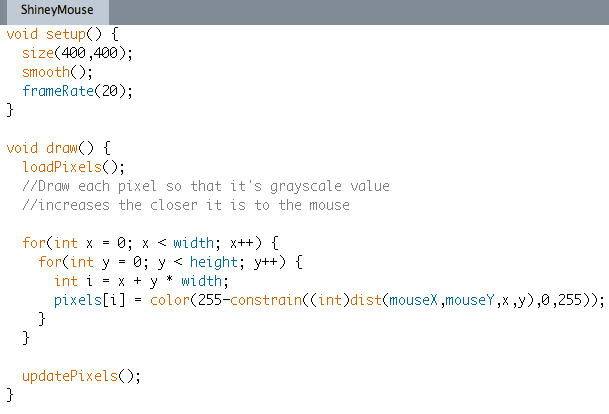 ShineyMouse
void setup() {
  size(400,400);
  smooth();
  frameRate(20);
}

void draw() {
  loadPixels();
  //Draw each pixel so that it's grayscale value
  //increases the closer it is to the mouse

  for(int x = 0; x < width; x++) {
    for(int y = 0; y < height; y++) {
      int i = x + y * width;
      pixels[i] = color(255-constrain((int)dist(mouseX,mouseY,x,y),0,255));
    }
  }

  updatePixels();
}